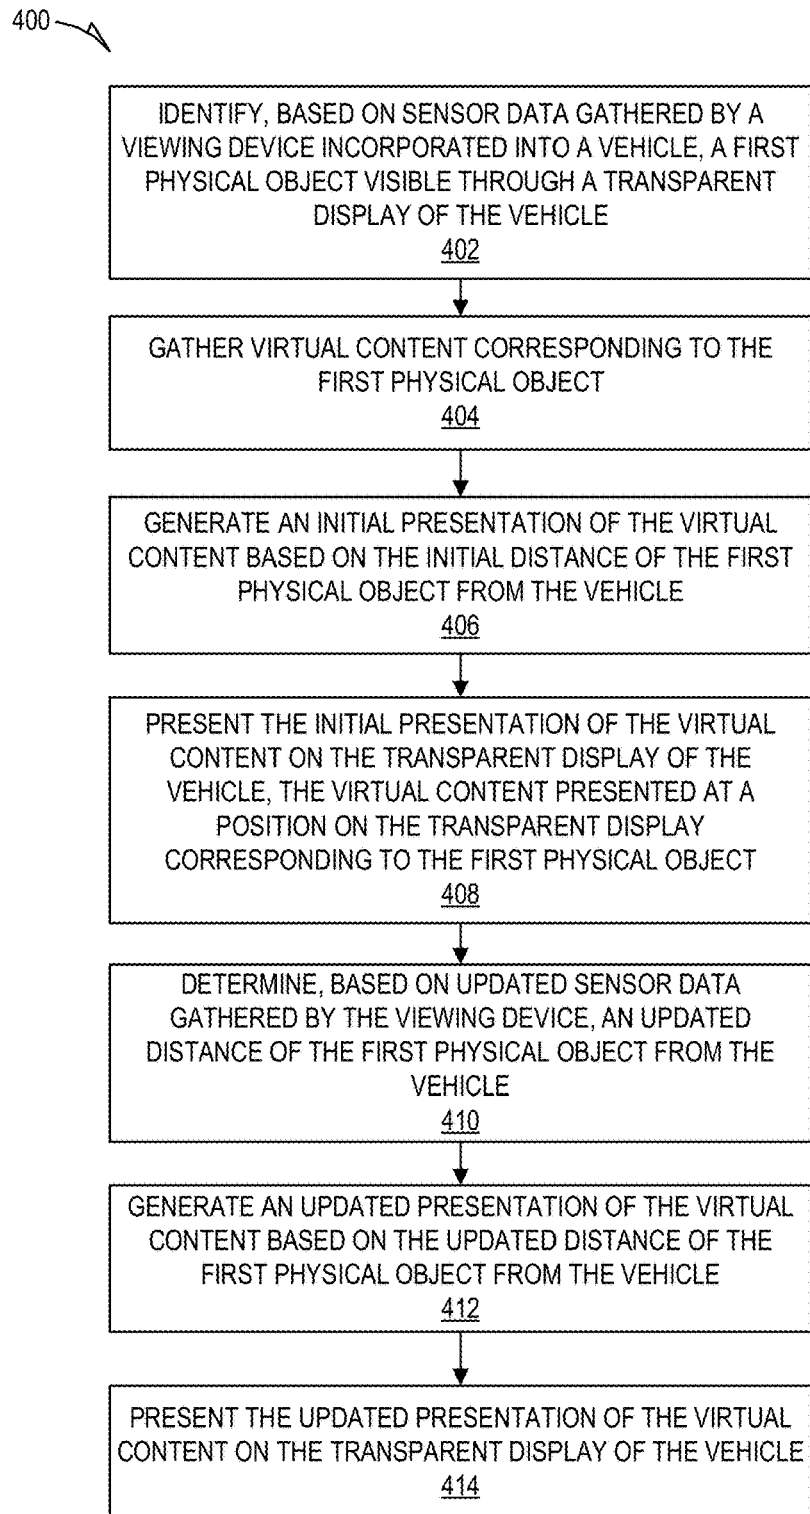 400
IDENTIFY, BASED ON SENSOR DATA GATHERED BY A
VIEWING DEVICE INCORPORATED INTO A VEHICLE, A FIRST
PHYSICAL OBJECT VISIBLE THROUGH A TRANSPARENT
DISPLAY OF THE VEHICLE
402
GATHER VIRTUAL CONTENT CORRESPONDING TO THE
FIRST PHYSICAL OBJECT
404
GENERATE AN INITIAL PRESENTATION OF THE VIRTUAL
CONTENT BASED ON THE INITIAL DISTANCE OF THE FIRST
PHYSICAL OBJECT FROM THE VEHICLE
406
PRESENT THE INITIAL PRESENTATION OF THE VIRTUAL
CONTENT ON THE TRANSPARENT DISPLAY OF THE
VEHICLE, THE VIRTUAL CONTENT PRESENTED AT A
POSITION ON THE TRANSPARENT DISPLAY
CORRESPONDING TO THE FIRST PHYSICAL OBJECT
408
DETERMINE, BASED ON UPDATED SENSOR DATA
GATHERED BY THE VIEWING DEVICE, AN UPDATED
DISTANCE OF THE FIRST PHYSICAL OBJECT FROM THE
VEHICLE
410
GENERATE AN UPDATED PRESENTATION OF THE VIRTUAL
CONTENT BASED ON THE UPDATED DISTANCE OF THE
FIRST PHYSICAL OBJECT FROM THE VEHICLE
412
PRESENT THE UPDATED PRESENTATION OF THE VIRTUAL
CONTENT ON THE TRANSPARENT DISPLAY OF THE VEHICLE
414